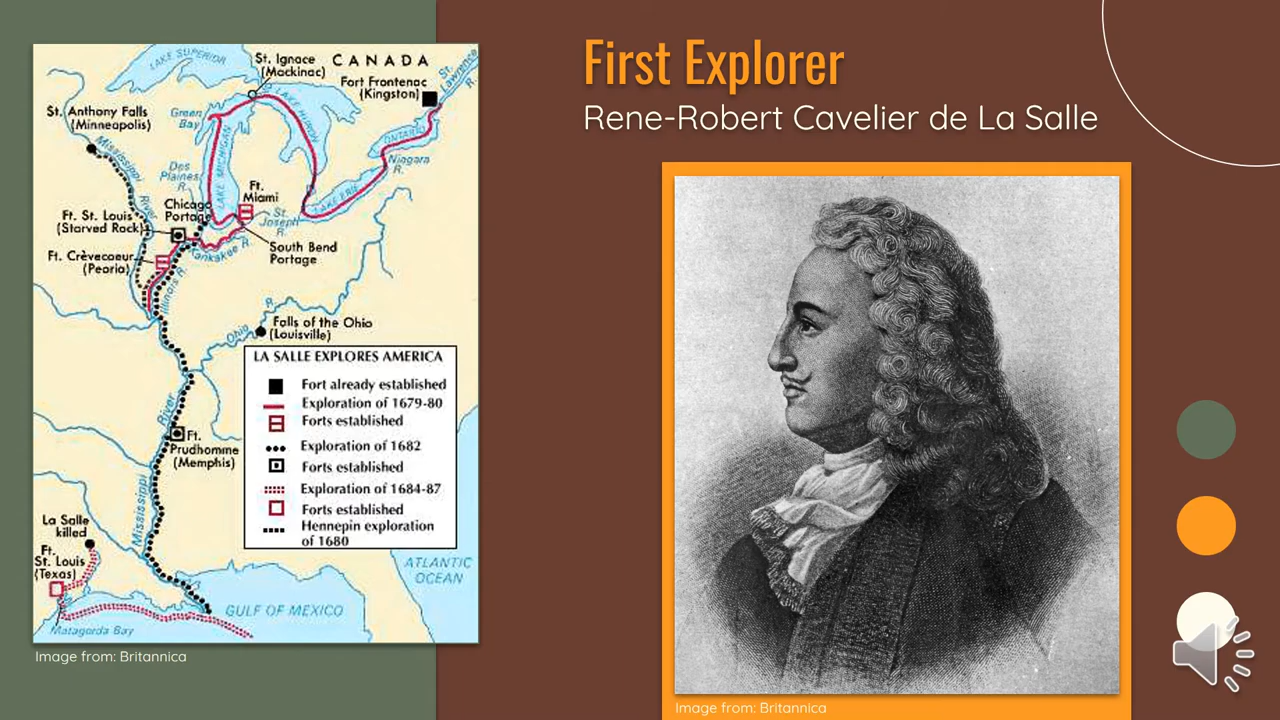 First Explorer
Rene-Robert Cavelier de La Salle
LAKE SUPERIOR
St. Ignace
(Mackinac)
CANADA
Fort Frontenac
(Kingston)
St. Lawrence
R.
St. Anthony Falls
(Minneapolis)
Green
Bay
LAKE HURON
ONTARIO
Niagara
R.
Mississippi
River
LAKE MICHIGAN
Des
Plaines
R.
LAKE ERIE
Ft.
Miami
Chicago
Portage
St.
Joseph
R.
Ft. St. Louis
(Starved Rock)
South Bend
Portage
Kankakee R.
Ft. Crèvecoeur
(Peoria)
Illinois R.
Ohio
R.
Falls of the Ohio
(Louisville)
LA SALLE EXPLORES AMERICA
Fort already established
Exploration of 1679-80
Forts established
Exploration of 1682
Forts established
Exploration of 1684-87
Forts established
Hennepin exploration
of 1680
River
Ft.
Prudhomme
(Memphis)
Mississippi
La Salle
killed
Ft.
St. Louis
(Texas)
ATLANTIC
OCEAN
GULF OF MEXICO
Matagorda Bay
Image from: Britannica
Image from: Britannica